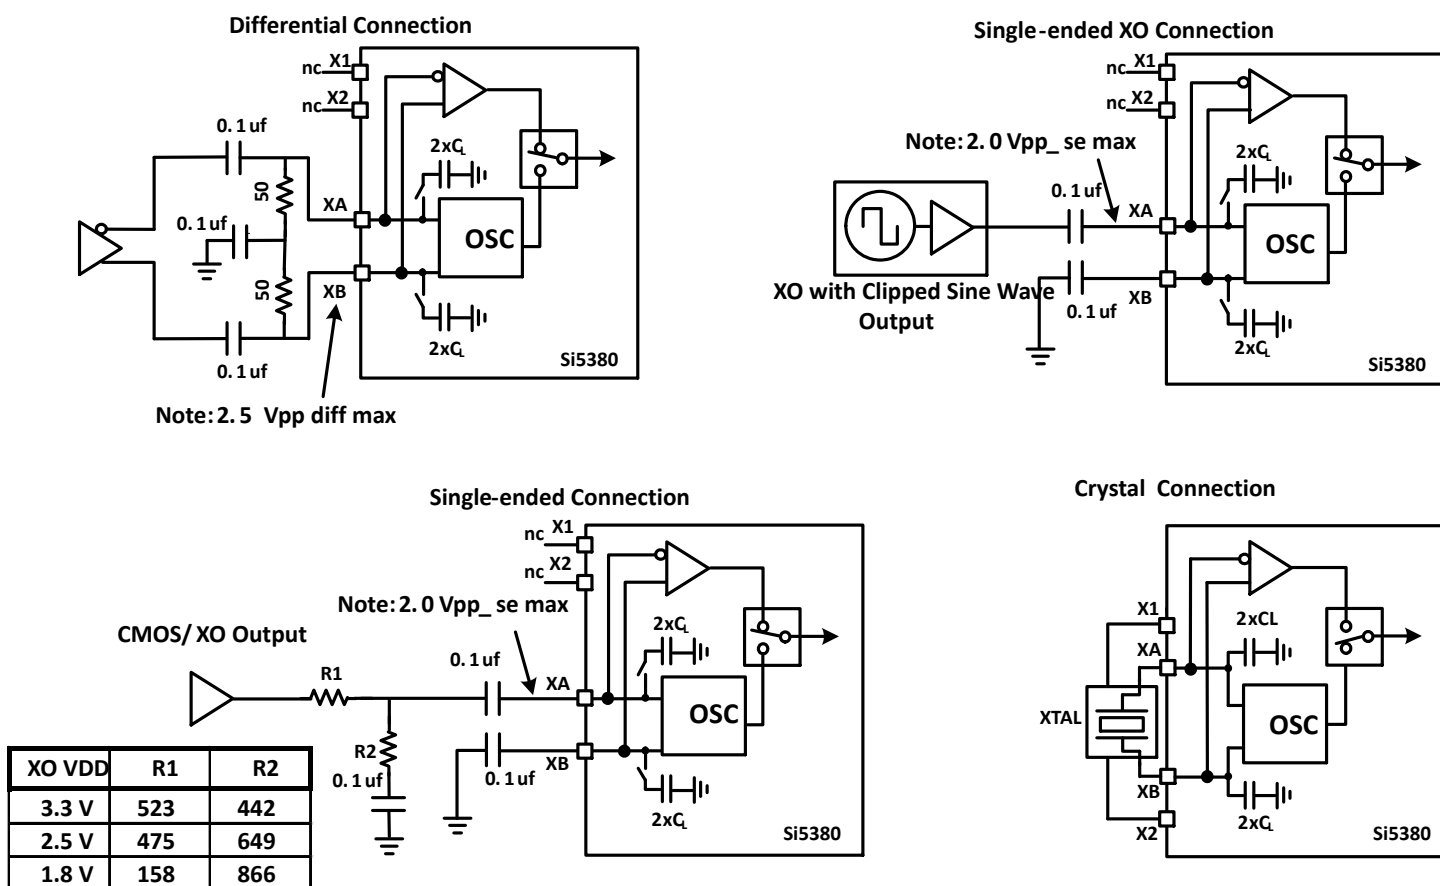 Differential Connection
nc X1
nc X2
0.1 uf
50
0.1 uf
50
0.1 uf
XA
XB
2xCL
OSC
2xCL
Si5380
Note: 2.5 Vpp diff max
Single-ended XO Connection
nc X1
nc X2
Note: 2.0 Vpp_ se max
0.1 uf
XA
XB
0.1 uf
XO with Clipped Sine Wave
Output
2xCL
OSC
2xCL
Si5380
Single-ended Connection
nc X1
nc X2
Note: 2.0 Vpp_ se max
CMOS/ XO Output
R1
0.1 uf
XA
R2
0.1 uf
0.1 uf
XB
2xCL
OSC
2xCL
Si5380
XO VDD R1 R2
3.3 V 523 442
2.5 V 475 649
1.8 V 158 866
Crystal Connection
X1
XA
XTAL
XB
X2
2xCL
OSC
2xCL
Si5380